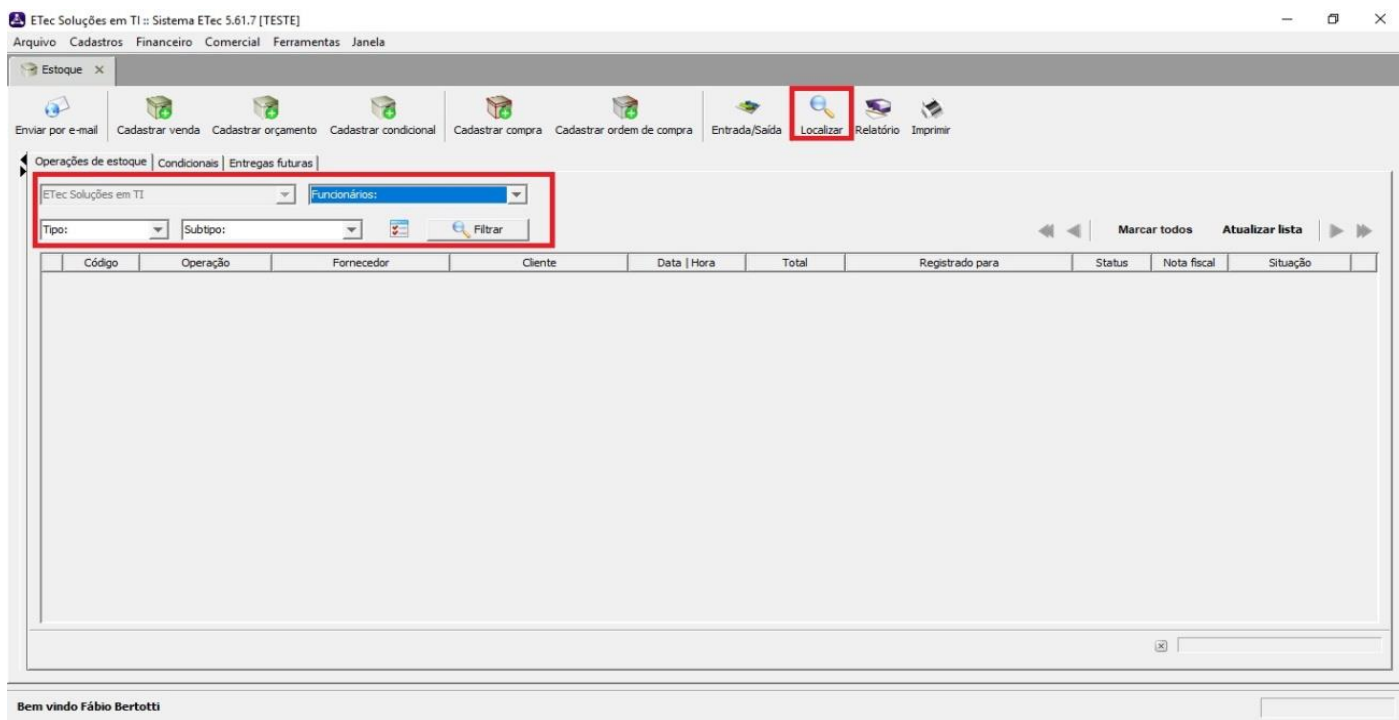 ETec Soluções em TI :: Sistema ETec 5.61.7 [TESTE]
Arquivo Cadastros Financeiro Comercial Ferramentas Janela
Estoque
Enviar por e-mail Cadastrar venda Cadastrar orçamento Cadastrar condicional Cadastrar compra Cadastrar ordem de compra Entrada/Saída Localizar Relatório Imprimir
Operações de estoque Condicionais Entregas futuras
ETec Soluções em TI Funcionários:
Tipo: Subtipo: Filtrar Marcar todos Atualizar lista
Código Operação Fornecedor Cliente Data | Hora Total Registrado para Status Nota fiscal Situação
Bem vindo Fábio Bertotti